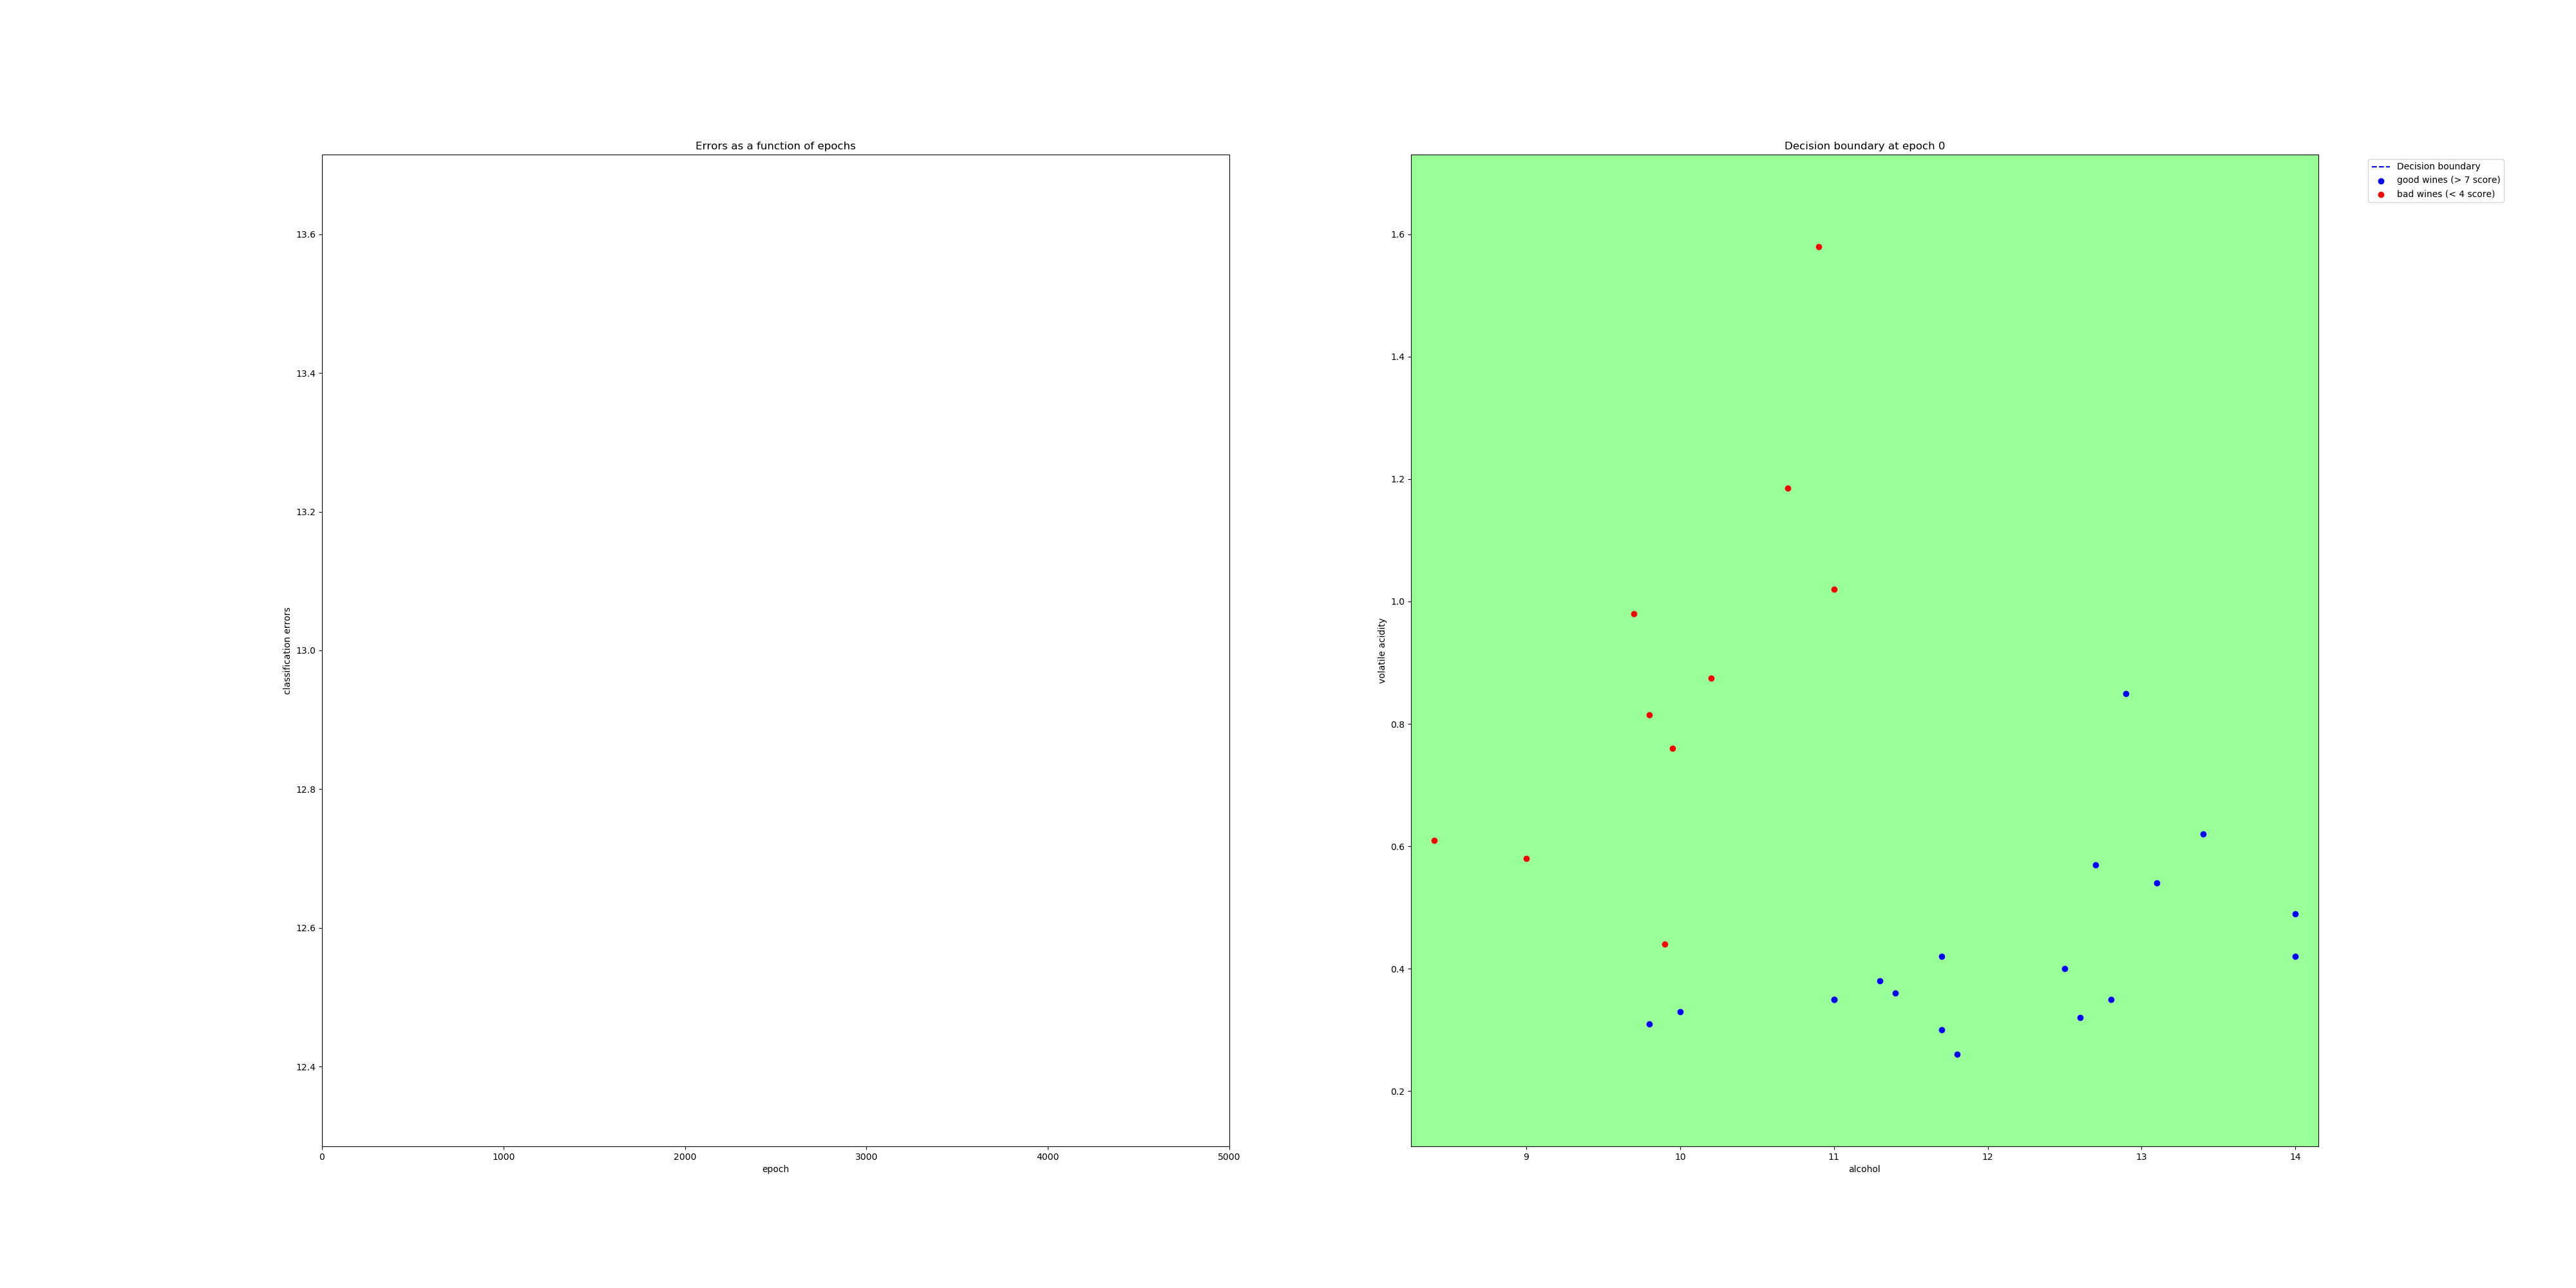 Errors as a function of epochs
13.6
13.4
13.2
13.0
12.8
12.6
12.4
classification errors
0 1000 2000 3000 4000 5000
epoch
Decision boundary at epoch 0
1.6
1.4
1.2
1.0
0.8
0.6
0.4
0.2
volatile acidity
9 10 11 12 13 14
alcohol
Decision boundary
good wines (> 7 score)
bad wines (< 4 score)